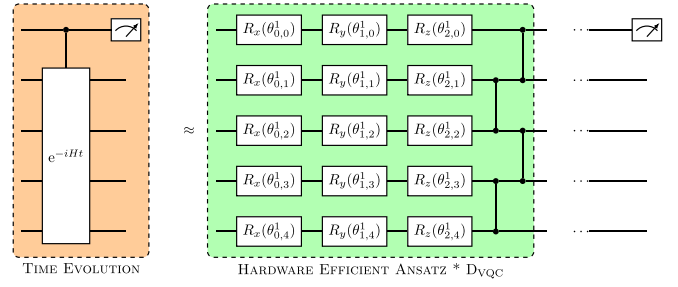 R_x(θ^1_{0,0}) R_y(θ^1_{1,0}) R_z(θ^1_{2,0}) ···
R_x(θ^1_{0,1}) R_y(θ^1_{1,1}) R_z(θ^1_{2,1}) ···
e^{-iHt} ≈ R_x(θ^1_{0,2}) R_y(θ^1_{1,2}) R_z(θ^1_{2,2}) ···
R_x(θ^1_{0,3}) R_y(θ^1_{1,3}) R_z(θ^1_{2,3}) ···
R_x(θ^1_{0,4}) R_y(θ^1_{1,4}) R_z(θ^1_{2,4}) ···
TIME EVOLUTION
HARDWARE EFFICIENT ANSATZ * D_{VQC}